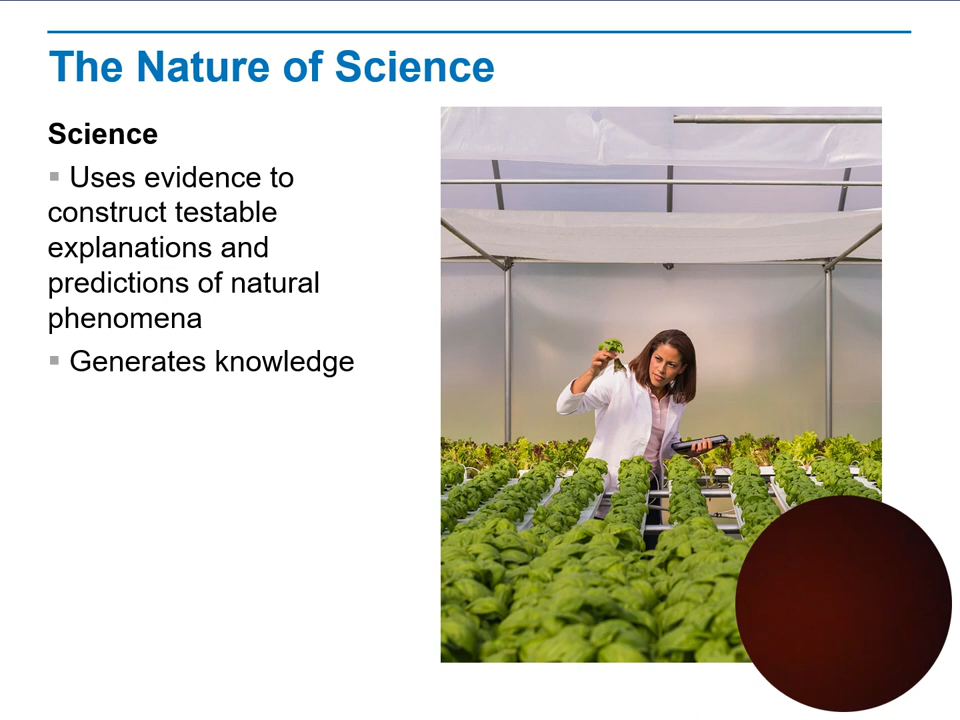 The Nature of Science
Science
▪ Uses evidence to
construct testable
explanations and
predictions of natural
phenomena
▪ Generates knowledge